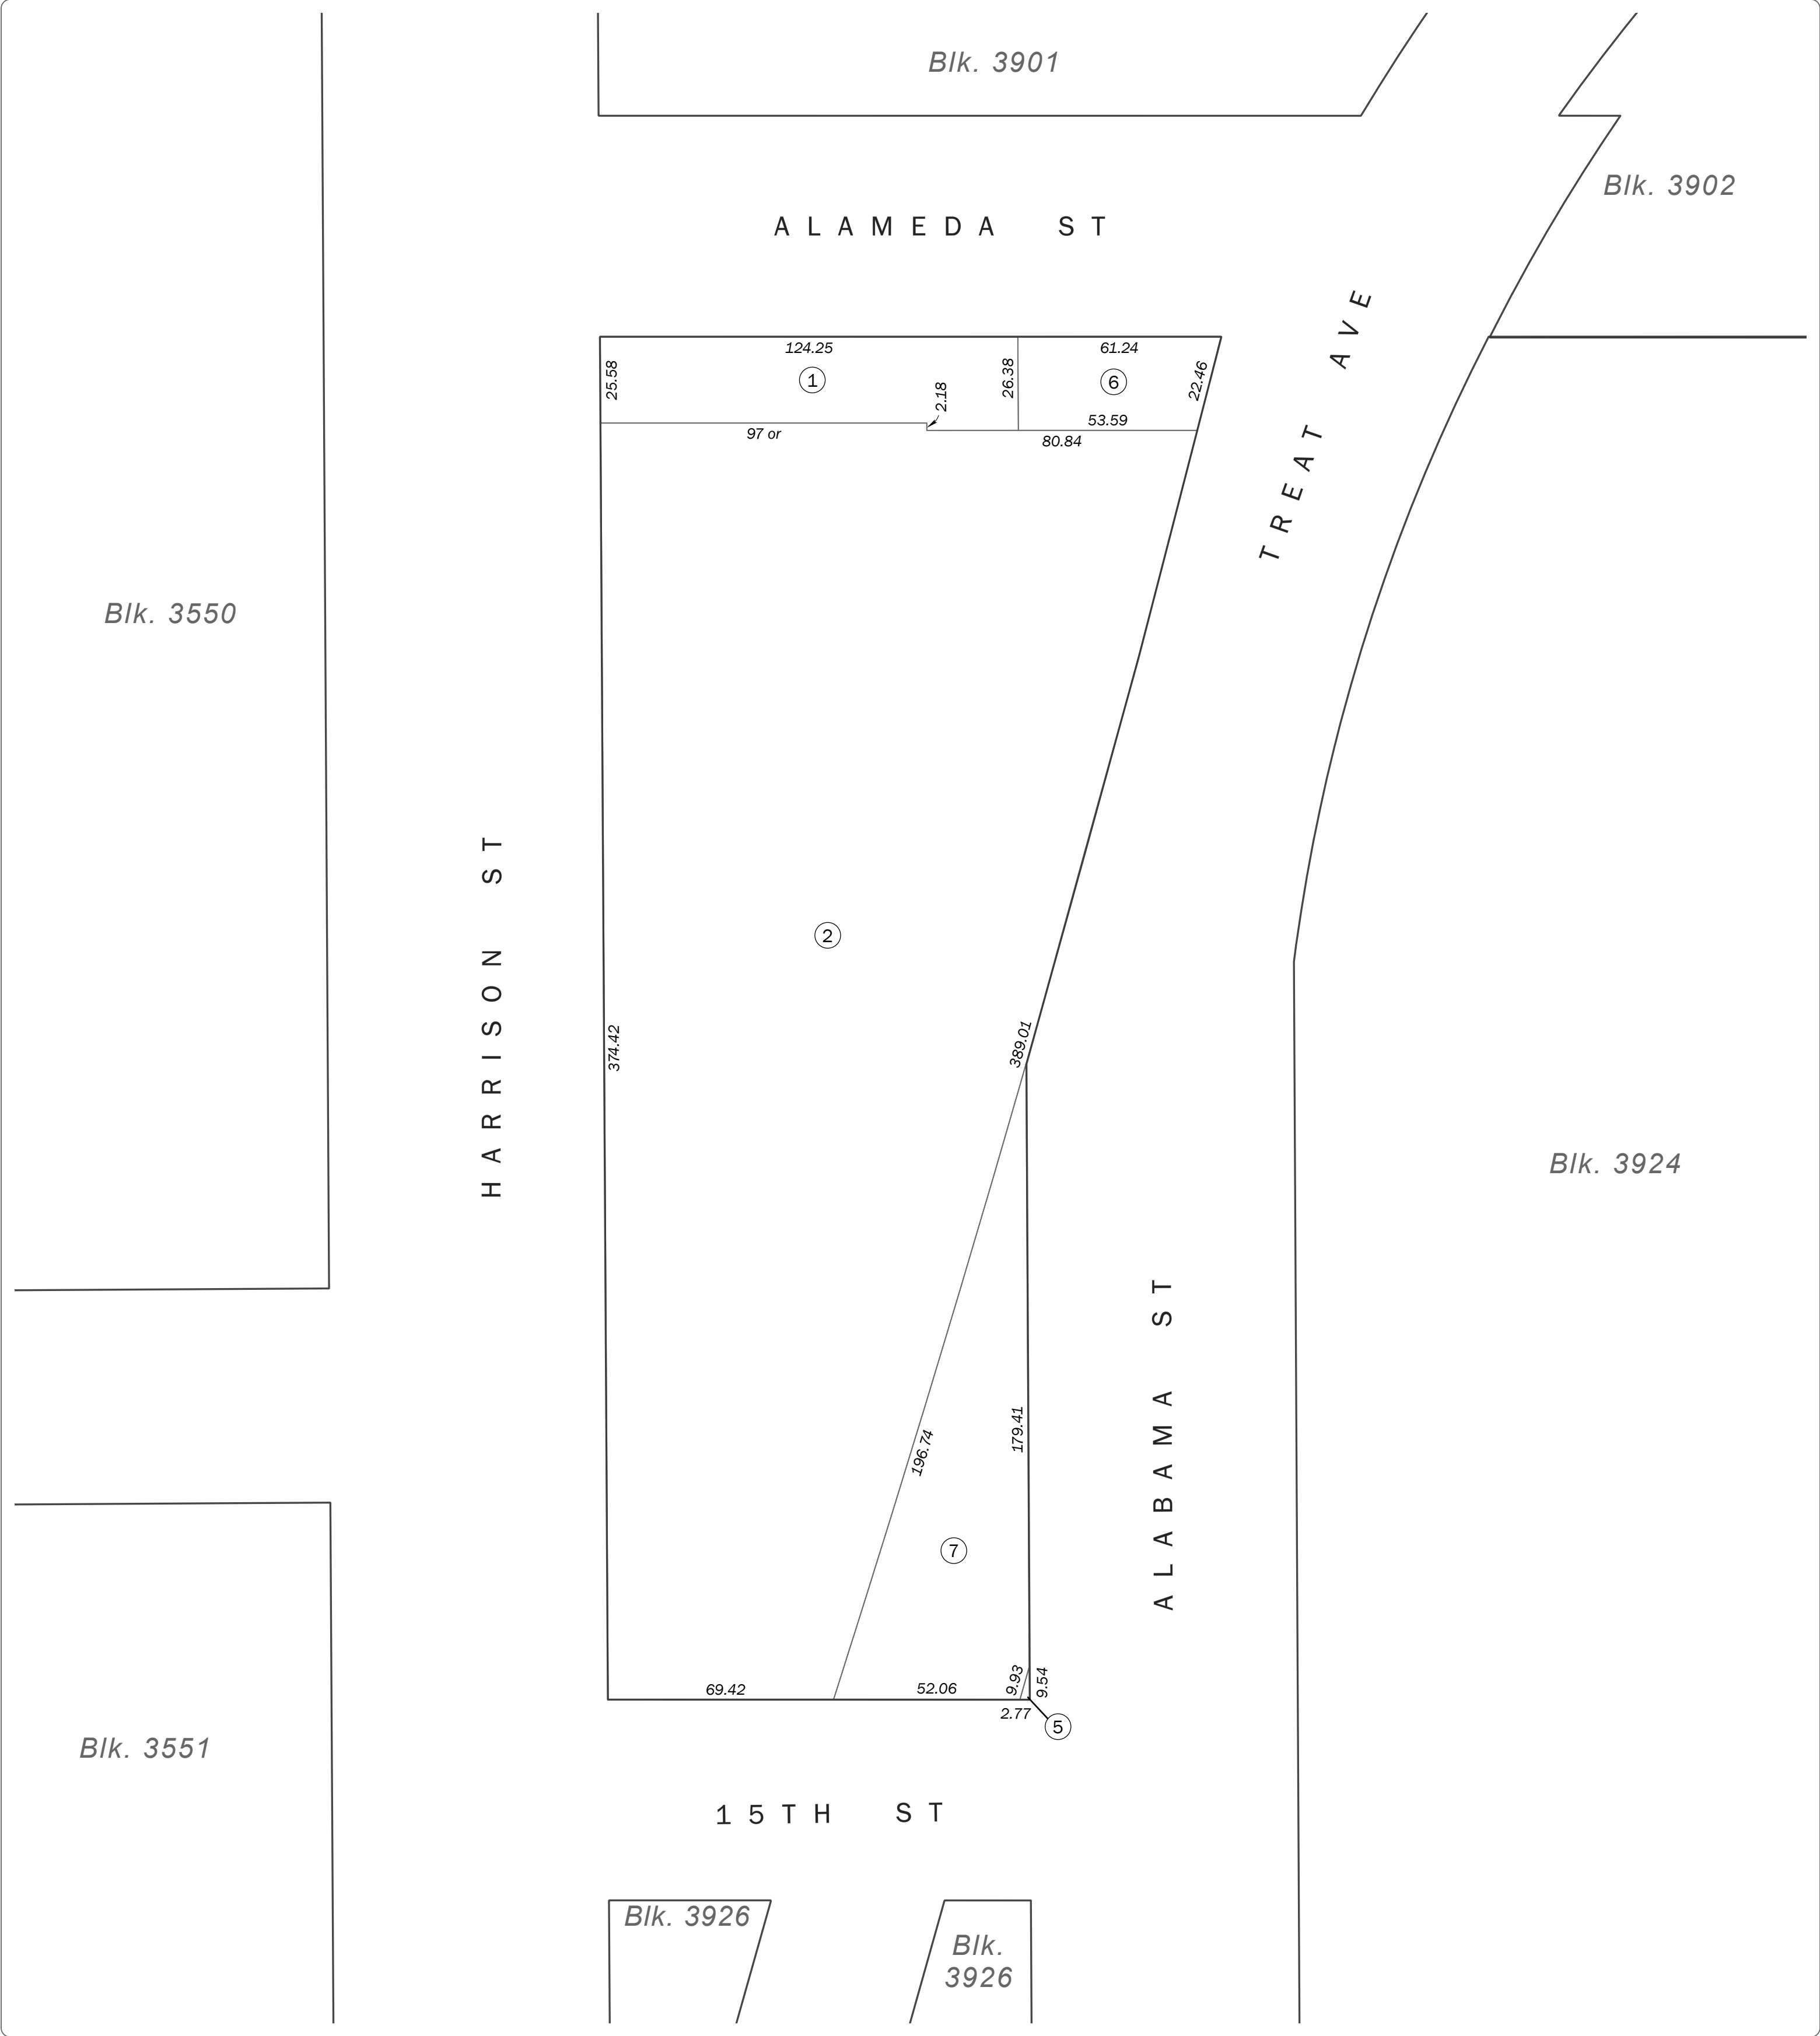 Blk. 3901
Blk. 3902
ALAMEDA ST
TREAT AVE
124.25
61.24
25.58
1
2.18
26.38
6
22.46
97 or
53.59
80.84
Blk. 3550
HARRISON ST
2
374.42
389.01
Blk. 3924
ALABAMA ST
179.41
196.74
7
69.42
52.06
9.93
9.54
2.77
5
Blk. 3551
15TH ST
Blk. 3926
Blk.
3926